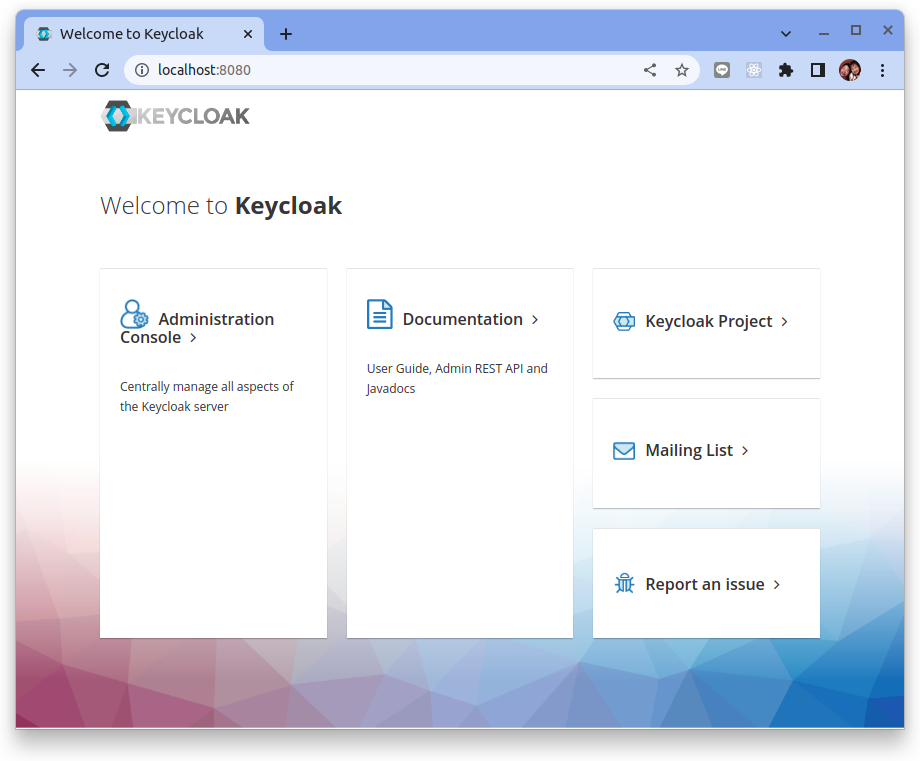 Welcome to Keycloak
localhost:8080
KEYCLOAK
Welcome to Keycloak
Administration
Console
Centrally manage all aspects of
the Keycloak server
Documentation
User Guide, Admin REST API and
Javadocs
Keycloak Project
Mailing List
Report an issue